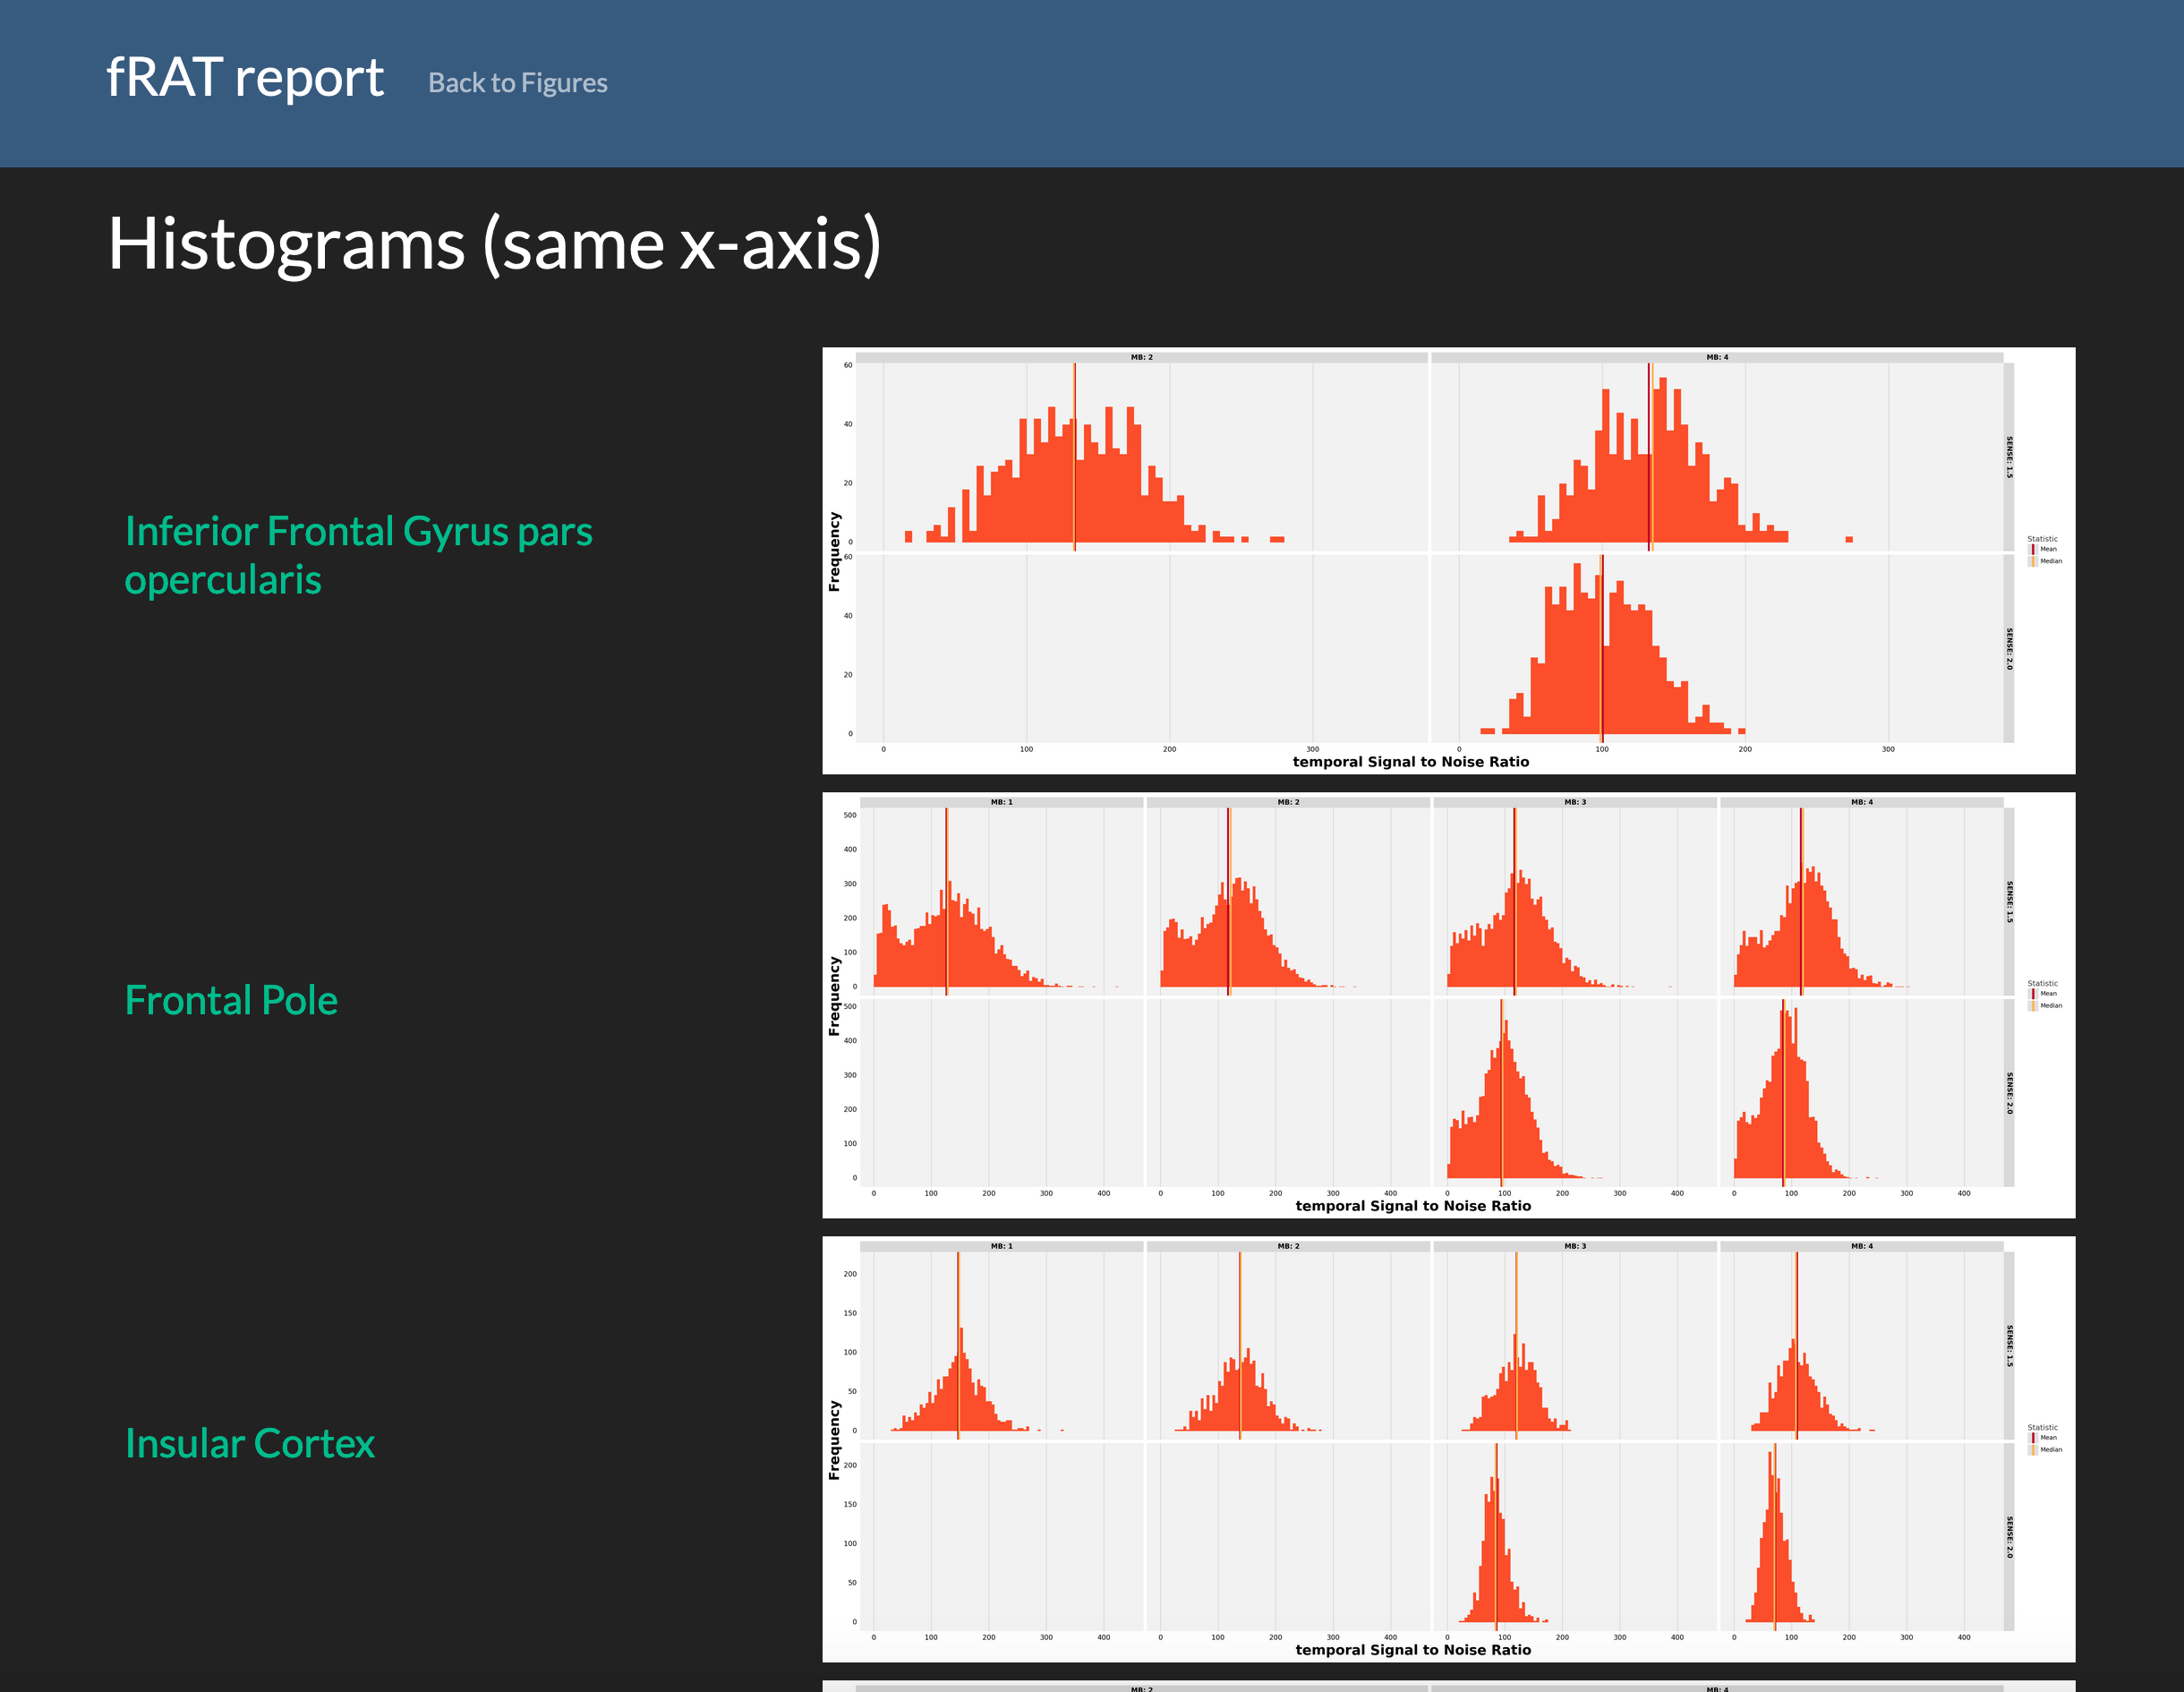 fRAT report Back to Figures
Histograms (same x-axis)
Inferior Frontal Gyrus pars
opercularis
MB: 2 MB: 4
60
40
20
0
SENSE: 1.5
60
40
20
0
SENSE: 2.0
Frequency
0 100 200 300 0 100 200 300
temporal Signal to Noise Ratio
Statistic
Mean
Median
Frontal Pole
MB: 1 MB: 2 MB: 3 MB: 4
500
400
300
200
100
0
SENSE: 1.5
500
400
300
200
100
0
SENSE: 2.0
Frequency
0 100 200 300 400 0 100 200 300 400 0 100 200 300 400 0 100 200 300 400
temporal Signal to Noise Ratio
Statistic
Mean
Median
Insular Cortex
MB: 1 MB: 2 MB: 3 MB: 4
200
150
100
50
0
SENSE: 1.5
200
150
100
50
0
SENSE: 2.0
Frequency
0 100 200 300 400 0 100 200 300 400 0 100 200 300 400 0 100 200 300 400
temporal Signal to Noise Ratio
Statistic
Mean
Median
MB: 2 MB: 4